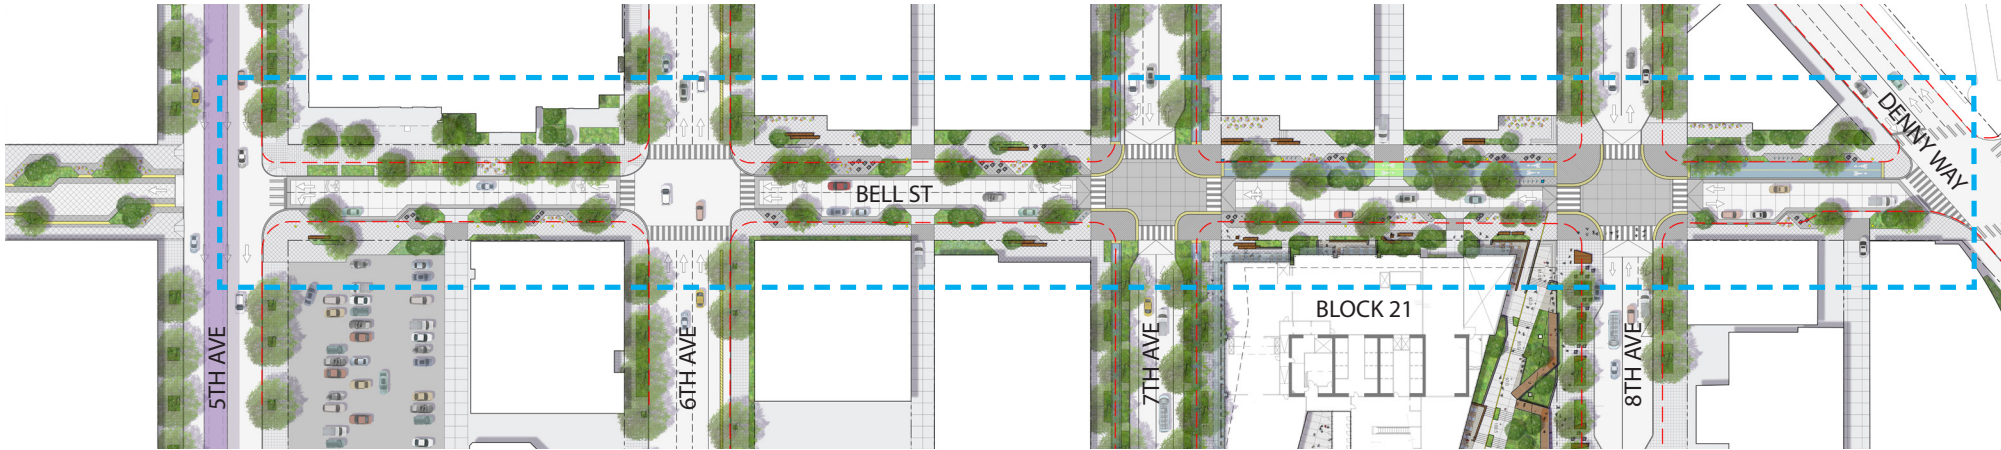 5TH AVE
6TH AVE
BELL ST
7TH AVE
BLOCK 21
8TH AVE
DENNY WAY